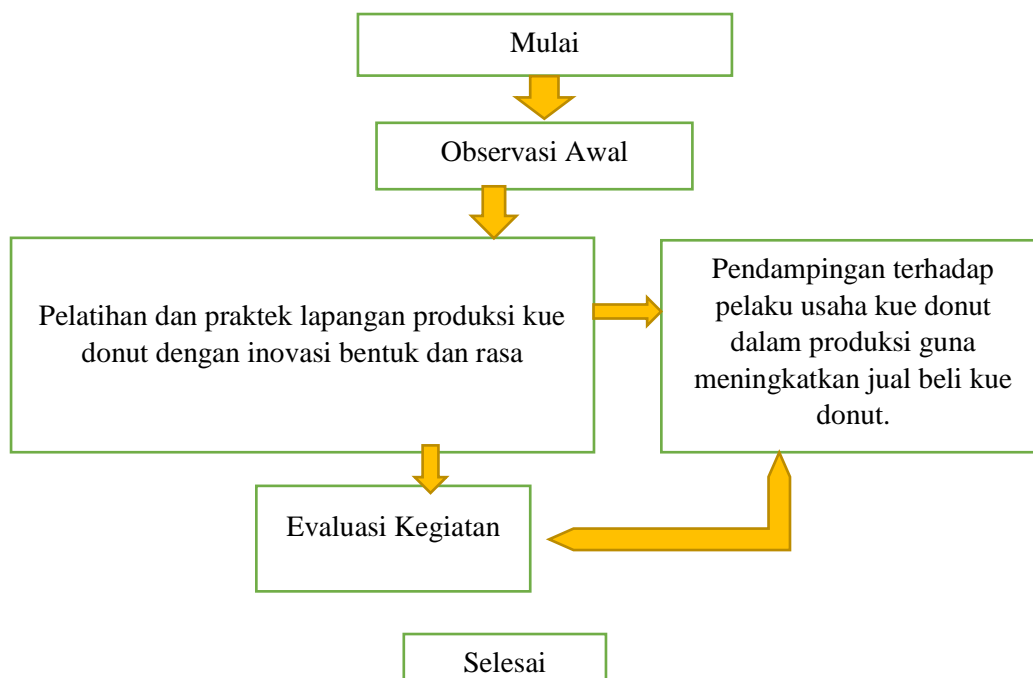 Mulai
Observasi Awal
Pelatihan dan praktek lapangan produksi kue
donut dengan inovasi bentuk dan rasa
Pendampingan terhadap
pelaku usaha kue donut
dalam produksi guna
meningkatkan jual beli kue
donut.
Evaluasi Kegiatan
Selesai